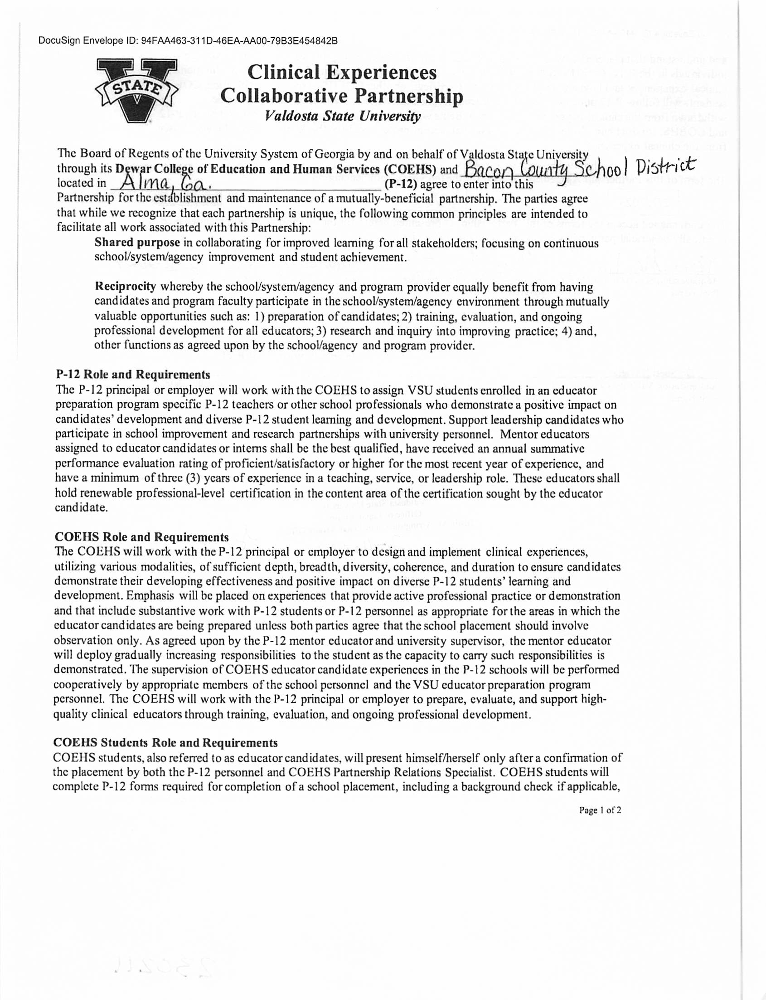 DocuSign Envelope ID: 94FAA463-311D-46EA-AA00-79B3E454842B
STATE
Clinical Experiences
Collaborative Partnership
Valdosta State University
The Board of Regents of the University System of Georgia by and on behalf of Valdosta State University
through its Dewar College of Education and Human Services (COEHS) and Bacon County School District
located in Alma, Ga. (P-12) agree to enter into this
Partnership for the establishment and maintenance of a mutually-beneficial partnership. The parties agree
that while we recognize that each partnership is unique, the following common principles are intended to
facilitate all work associated with this Partnership:
Shared purpose in collaborating for improved learning for all stakeholders; focusing on continuous
school/system/agency improvement and student achievement.
Reciprocity whereby the school/system/agency and program provider equally benefit from having
candidates and program faculty participate in the school/system/agency environment through mutually
valuable opportunities such as: 1) preparation of candidates; 2) training, evaluation, and ongoing
professional development for all educators; 3) research and inquiry into improving practice; 4) and,
other functions as agreed upon by the school/agency and program provider.
P-12 Role and Requirements
The P-12 principal or employer will work with the COEHS to assign VSU students enrolled in an educator
preparation program specific P-12 teachers or other school professionals who demonstrate a positive impact on
candidates' development and diverse P-12 student learning and development. Support leadership candidates who
participate in school improvement and research partnerships with university personnel. Mentor educators
assigned to educator candidates or interns shall be the best qualified, have received an annual summative
performance evaluation rating of proficient/satisfactory or higher for the most recent year of experience, and
have a minimum of three (3) years of experience in a teaching, service, or leadership role. These educators shall
hold renewable professional-level certification in the content area of the certification sought by the educator
candidate.
COEHS Role and Requirements
The COEHS will work with the P-12 principal or employer to design and implement clinical experiences,
utilizing various modalities, of sufficient depth, breadth, diversity, coherence, and duration to ensure candidates
demonstrate their developing effectiveness and positive impact on diverse P-12 students' learning and
development. Emphasis will be placed on experiences that provide active professional practice or demonstration
and that include substantive work with P-12 students or P-12 personnel as appropriate for the areas in which the
educator candidates are being prepared unless both parties agree that the school placement should involve
observation only. As agreed upon by the P-12 mentor educator and university supervisor, the mentor educator
will deploy gradually increasing responsibilities to the student as the capacity to carry such responsibilities is
demonstrated. The supervision of COEHS educator candidate experiences in the P-12 schools will be performed
cooperatively by appropriate members of the school personnel and the VSU educator preparation program
personnel. The COEHS will work with the P-12 principal or employer to prepare, evaluate, and support high-
quality clinical educators through training, evaluation, and ongoing professional development.
COEHS Students Role and Requirements
COEHS students, also referred to as educator candidates, will present himself/herself only after a confirmation of
the placement by both the P-12 personnel and COEHS Partnership Relations Specialist. COEHS students will
complete P-12 forms required for completion of a school placement, including a background check if applicable,
Page 1 of 2